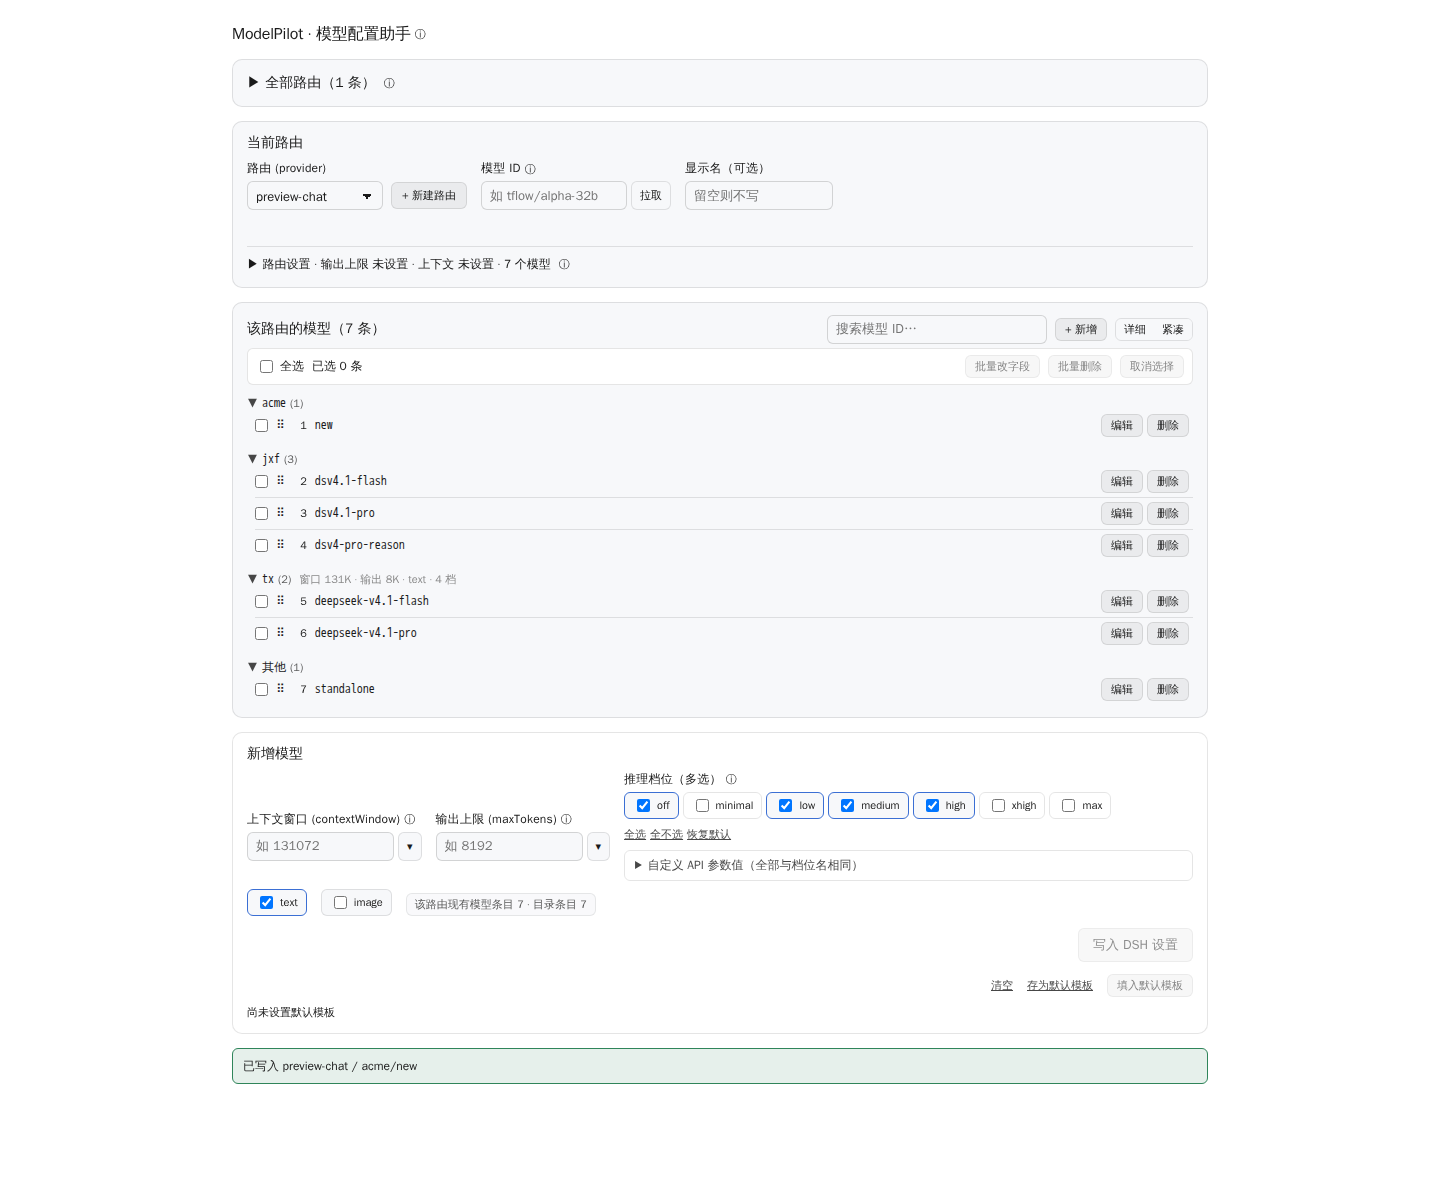 ModelPilot · 模型配置助手 ⓘ
▶ 全部路由（1 条） ⓘ
当前路由
路由 (provider)
模型 ID ⓘ
显示名（可选）
preview-chat
+ 新建路由
如 tflow/alpha-32b
拉取
留空则不写
▶ 路由设置 · 输出上限 未设置 · 上下文 未设置 · 7 个模型 ⓘ
该路由的模型（7 条）
搜索模型 ID…
+ 新增
详细 紧凑
全选 已选 0 条
批量改字段 批量删除 取消选择
▼ acme (1)
1 new 编辑 删除
▼ jxf (3)
2 dsv4.1-flash 编辑 删除
3 dsv4.1-pro 编辑 删除
4 dsv4-pro-reason 编辑 删除
▼ tx (2) 窗口 131K · 输出 8K · text · 4 档
5 deepseek-v4.1-flash 编辑 删除
6 deepseek-v4.1-pro 编辑 删除
▼ 其他 (1)
7 standalone 编辑 删除
新增模型
推理档位（多选） ⓘ
off minimal low medium high xhigh max
全选 全不选 恢复默认
▶ 自定义 API 参数值（全部与档位名相同）
上下文窗口 (contextWindow) ⓘ
输出上限 (maxTokens) ⓘ
如 131072 ▾
如 8192 ▾
text image 该路由现有模型条目 7 · 目录条目 7
写入 DSH 设置
清空 存为默认模板 填入默认模板
尚未设置默认模板
已写入 preview-chat / acme/new